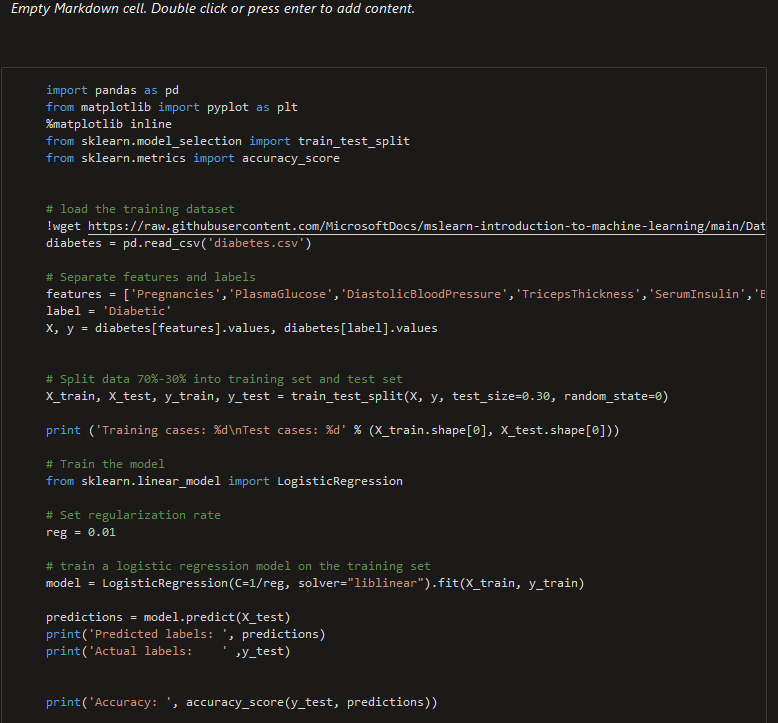 Empty Markdown cell. Double click or press enter to add content.
import pandas as pd
from matplotlib import pyplot as plt
%matplotlib inline
from sklearn.model_selection import train_test_split
from sklearn.metrics import accuracy_score
# load the training dataset
!wget https://raw.githubusercontent.com/MicrosoftDocs/mslearn-introduction-to-machine-learning/main/Dat
diabetes = pd.read_csv('diabetes.csv')
# Separate features and labels
features = ['Pregnancies','PlasmaGlucose','DiastolicBloodPressure','TricepsThickness','SerumInsulin','
label = 'Diabetic'
X, y = diabetes[features].values, diabetes[label].values
# Split data 70%-30% into training set and test set
X_train, X_test, y_train, y_test = train_test_split(X, y, test_size=0.30, random_state=0)
print ('Training cases: %d\nTest cases: %d' % (X_train.shape[0], X_test.shape[0]))
# Train the model
from sklearn.linear_model import LogisticRegression
# Set regularization rate
reg = 0.01
# train a logistic regression model on the training set
model = LogisticRegression(C=1/reg, solver="liblinear").fit(X_train, y_train)
predictions = model.predict(X_test)
print('Predicted labels: ', predictions)
print('Actual labels:    ' ,y_test)
print('Accuracy: ', accuracy_score(y_test, predictions))